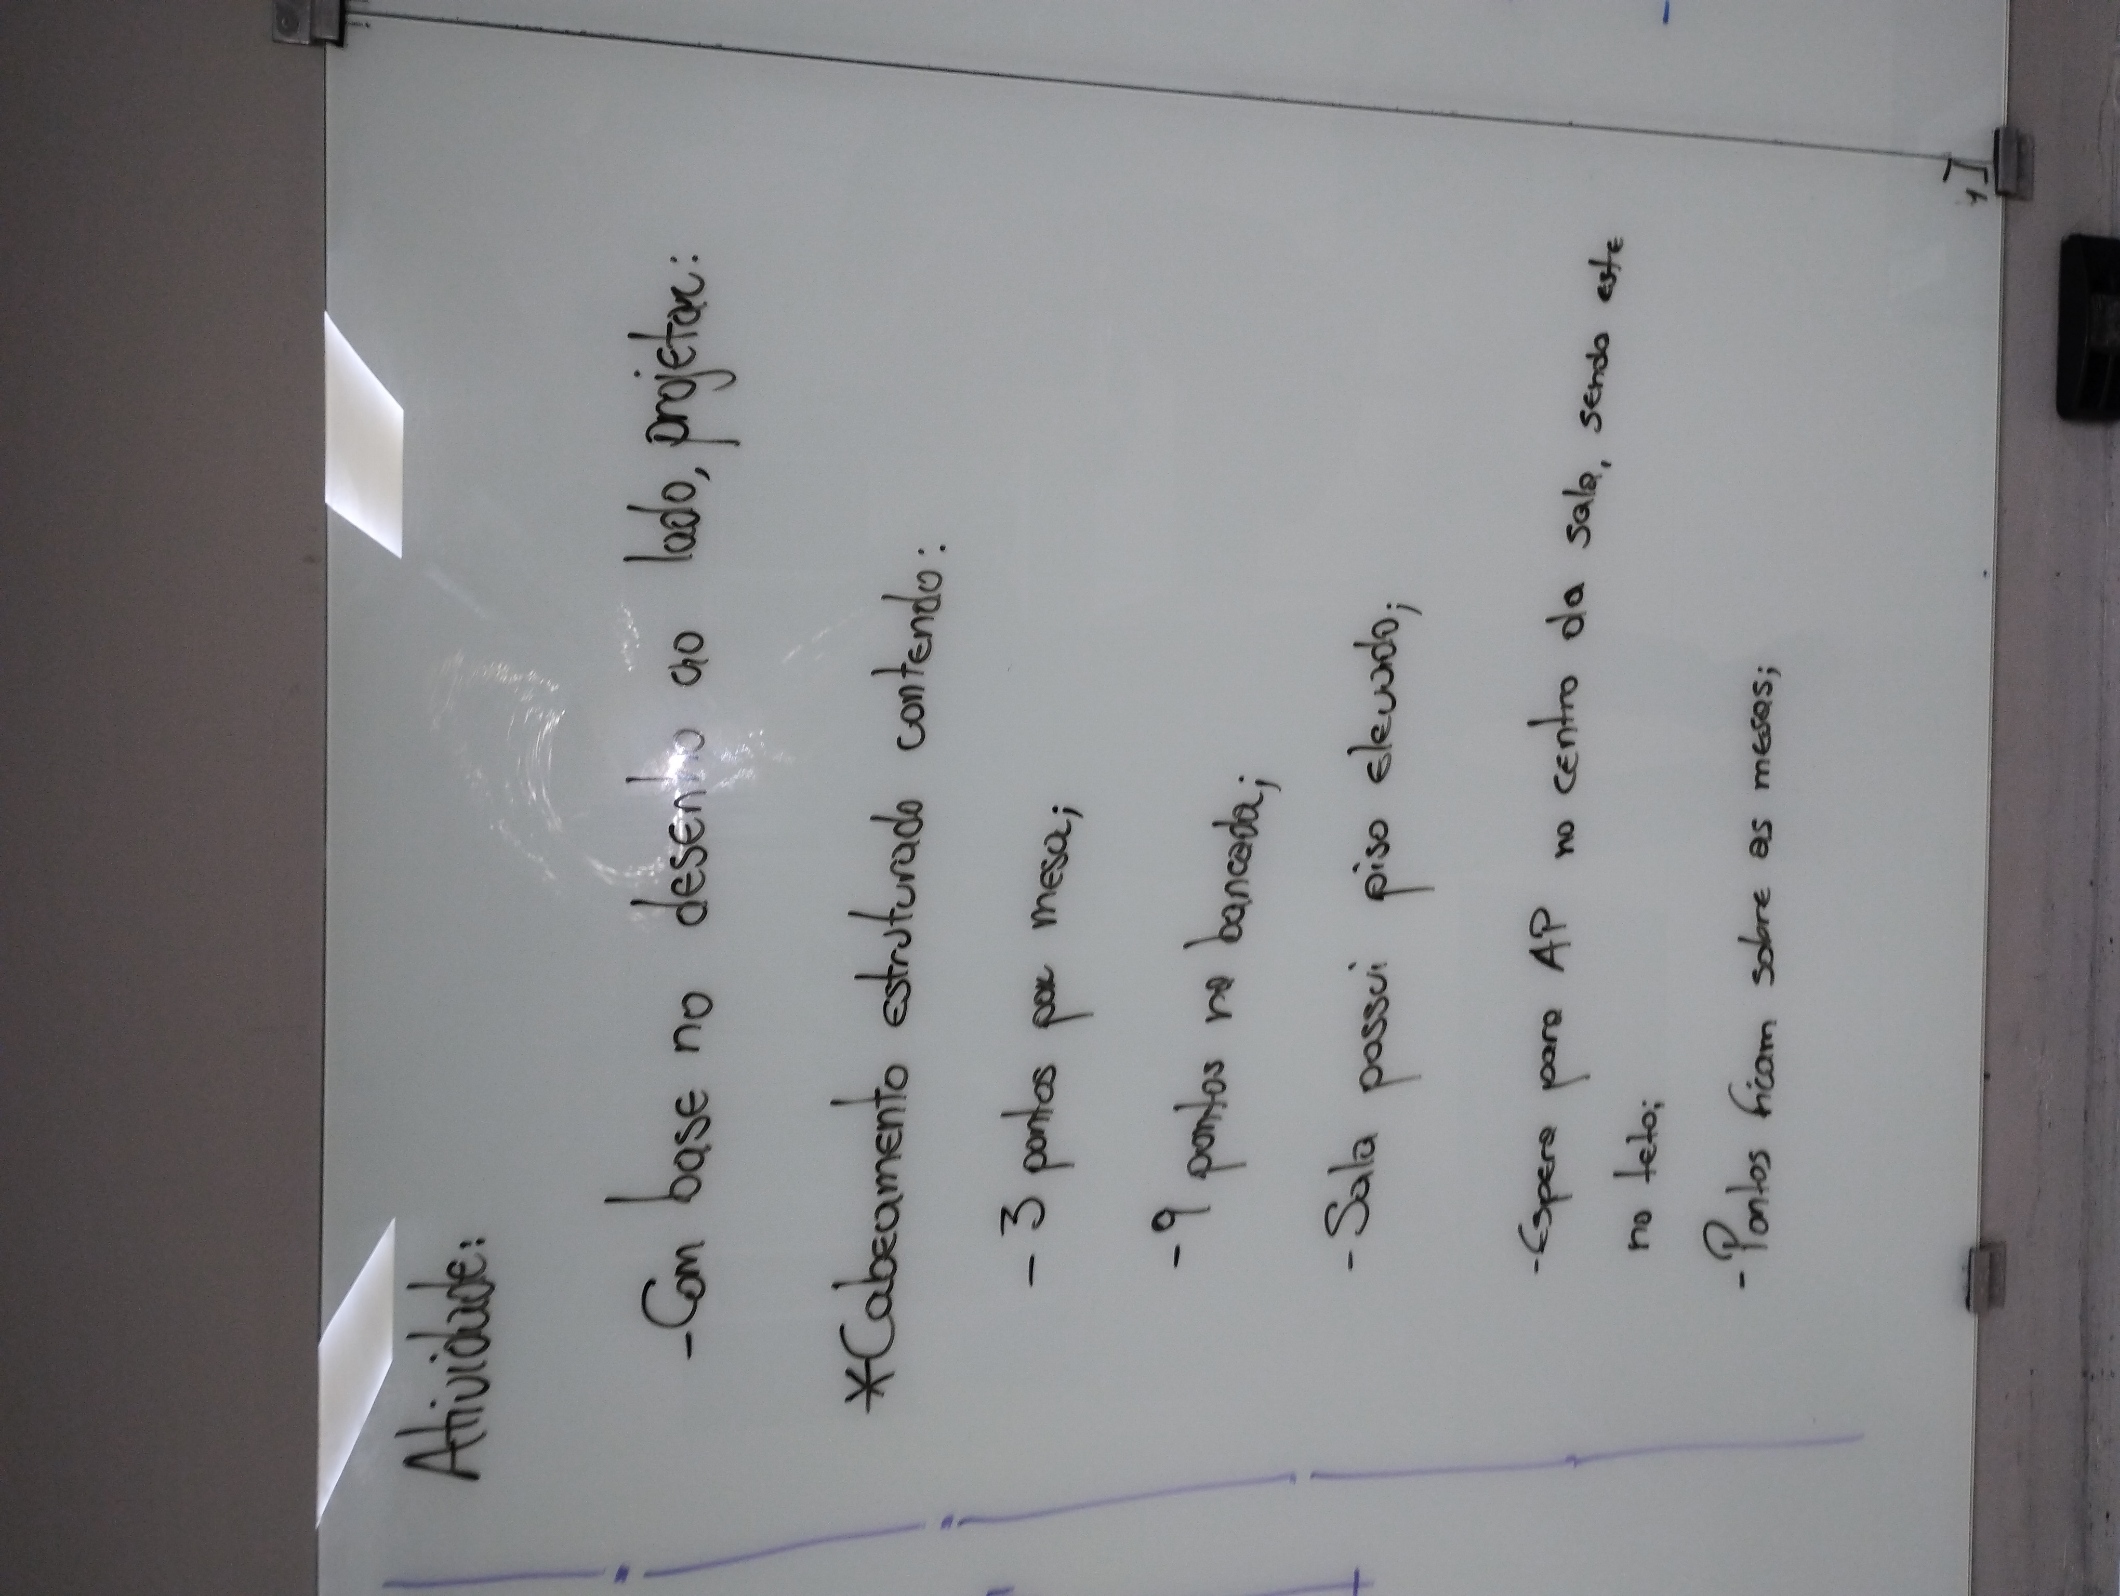 Atividade:
-Com base no desenho ao lado, projetar:
*Cabeamento estruturado contendo:
- 3 pontos por mesa;
- 9 pontos na bancada;
- Sala possui piso elevado;
-Espera para AP no centro da sala, sendo este
no teto;
- Pontos ficam sobre as mesas;